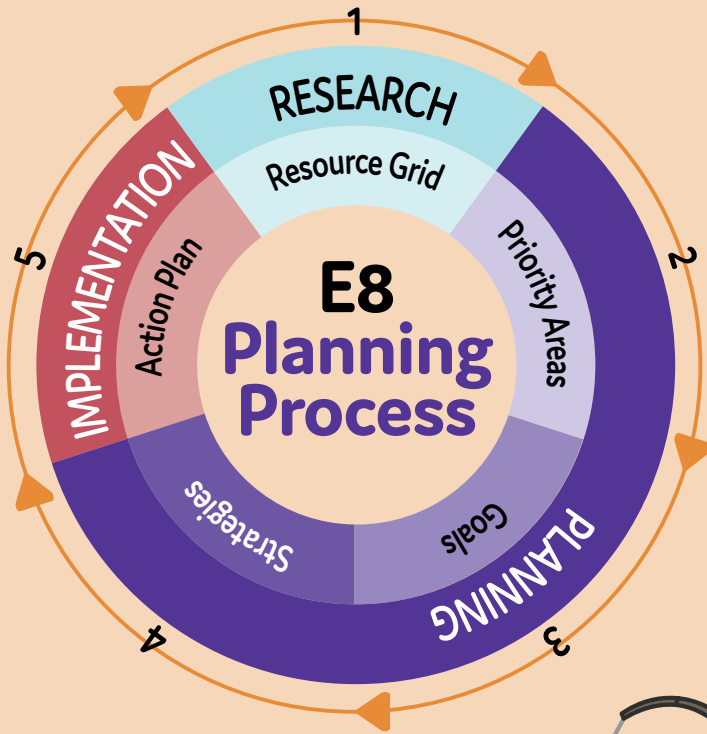 1
RESEARCH
Resource Grid
2
Priority Areas
PLANNING
3
Goals
4
Strategies
5
IMPLEMENTATION
Action Plan
E8
Planning
Process